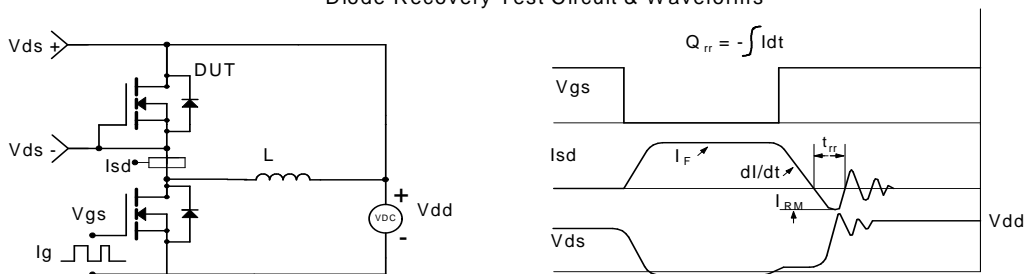 Diode Recovery Test Circuit & Waveforms
Vds +
DUT
Vds -
Isd
L
Vgs
Ig
+
VDC
-
Vdd
Q rr = - ∫ Idt
Vgs
Isd
I F
dI/dt
t rr
I RM
Vdd
Vds